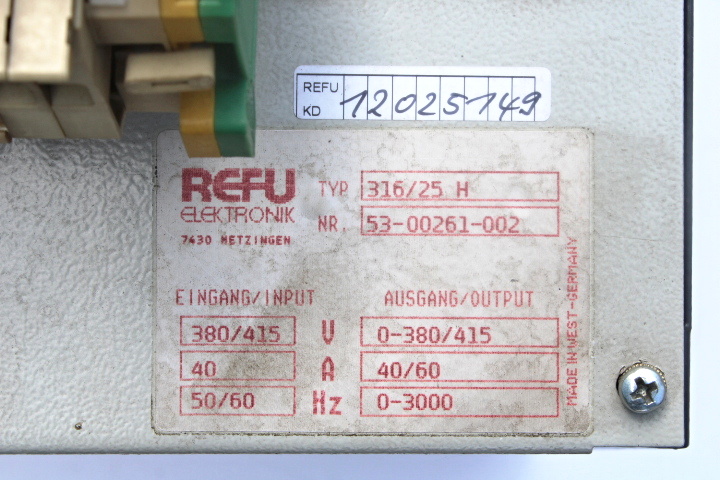 REFU
KD 12025149
REFU
ELEKTRONIK
7430 METZINGEN
TYP 316/25 H
NR. 53-00261-002
EINGANG/INPUT AUSGANG/OUTPUT
380/415 V 0-380/415
40 A 40/60
50/60 Hz 0-3000
MADE IN WEST-GERMANY